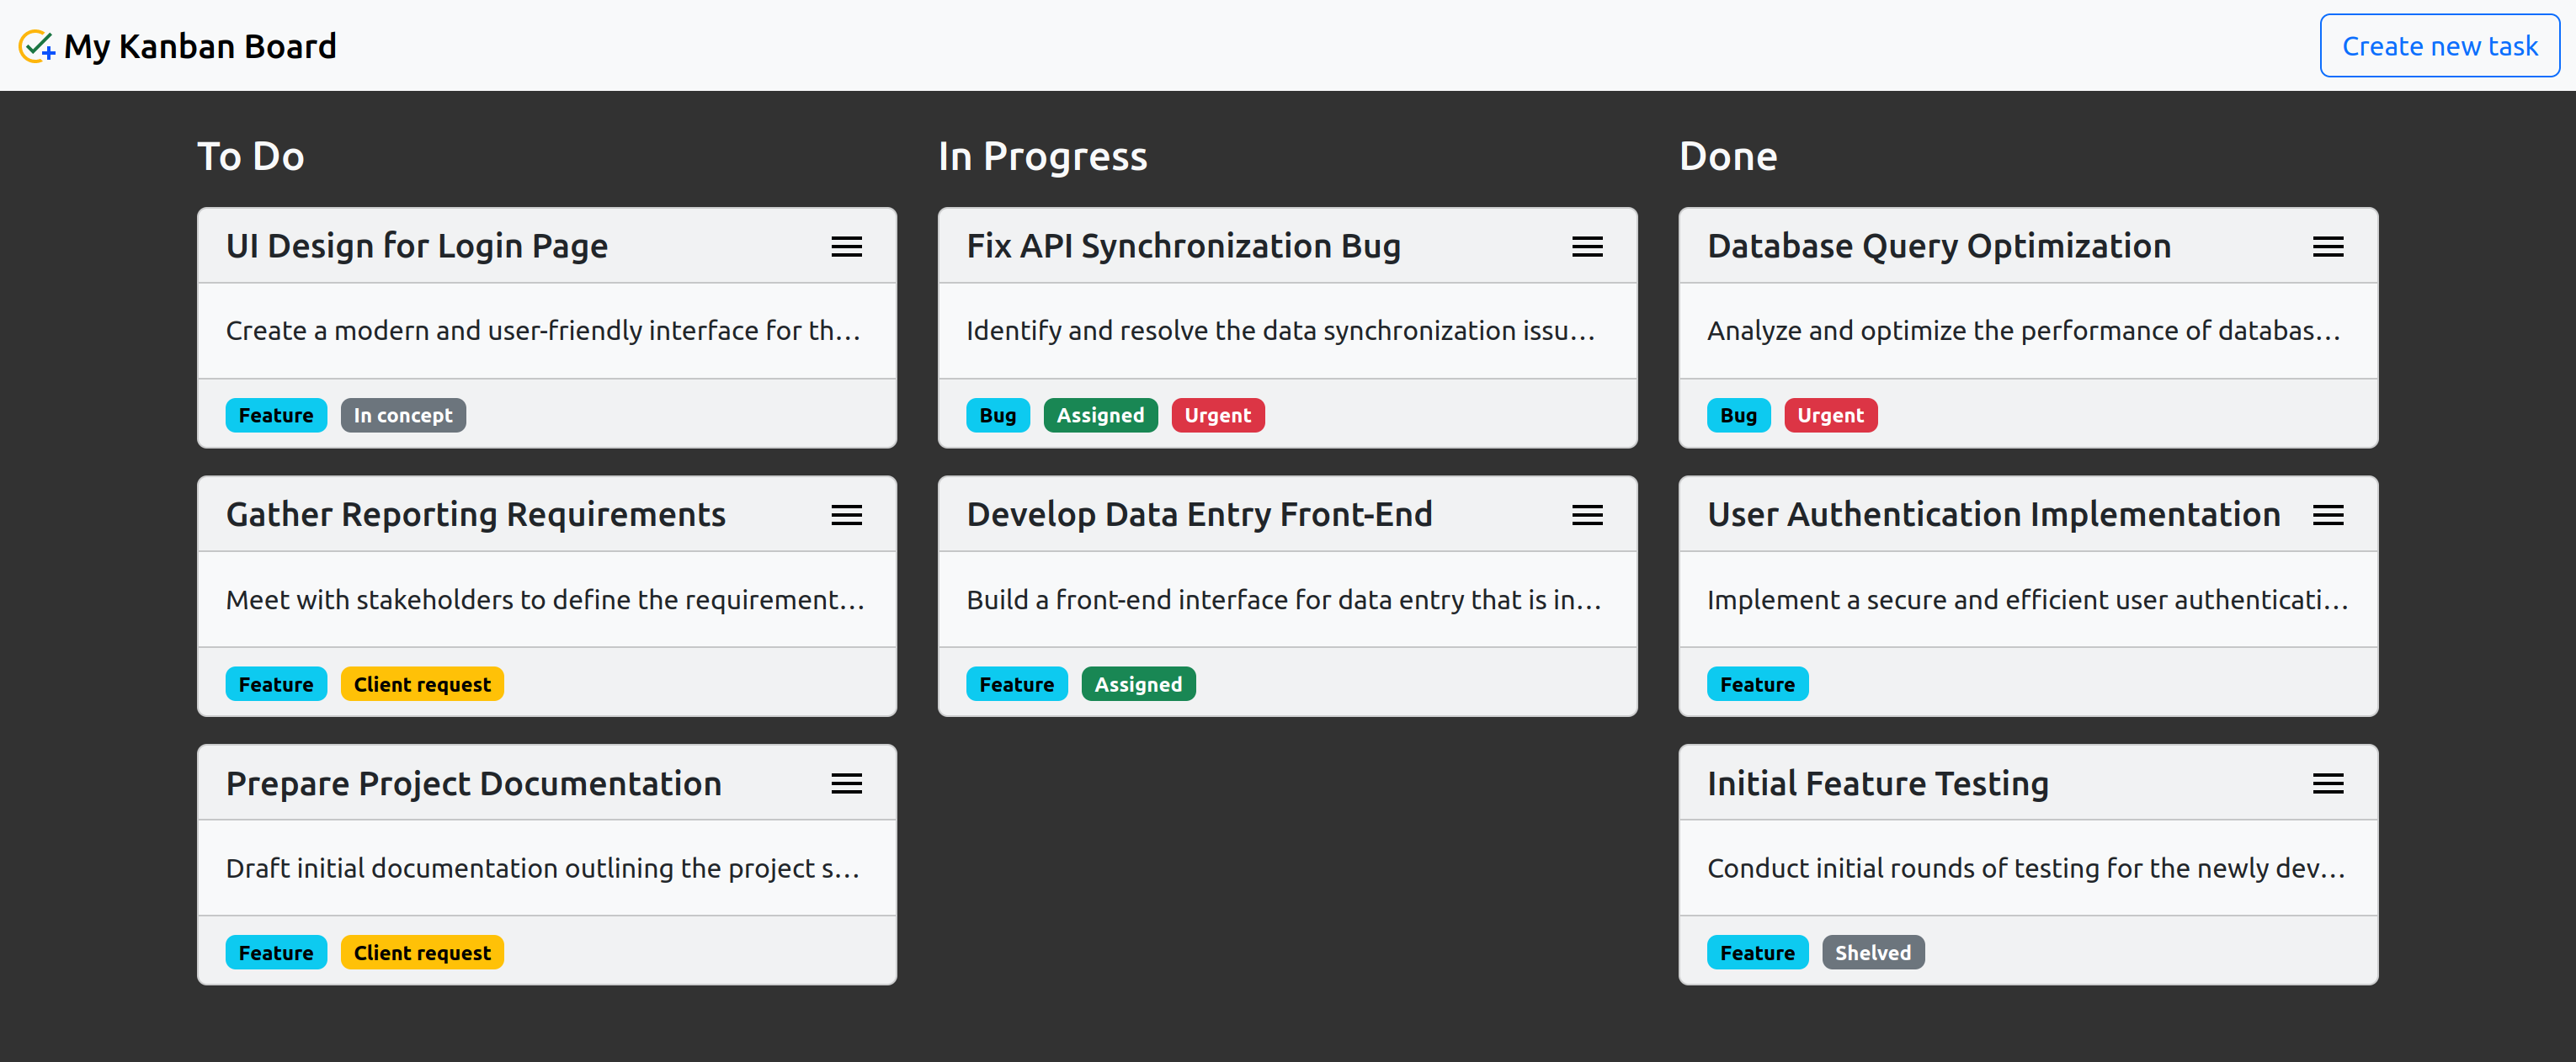 My Kanban Board
Create new task
To Do
UI Design for Login Page
Create a modern and user-friendly interface for th...
Feature In concept
Gather Reporting Requirements
Meet with stakeholders to define the requirement...
Feature Client request
Prepare Project Documentation
Draft initial documentation outlining the project s...
Feature Client request
In Progress
Fix API Synchronization Bug
Identify and resolve the data synchronization issu...
Bug Assigned Urgent
Develop Data Entry Front-End
Build a front-end interface for data entry that is in...
Feature Assigned
Done
Database Query Optimization
Analyze and optimize the performance of databas...
Bug Urgent
User Authentication Implementation
Implement a secure and efficient user authenticati...
Feature
Initial Feature Testing
Conduct initial rounds of testing for the newly dev...
Feature Shelved